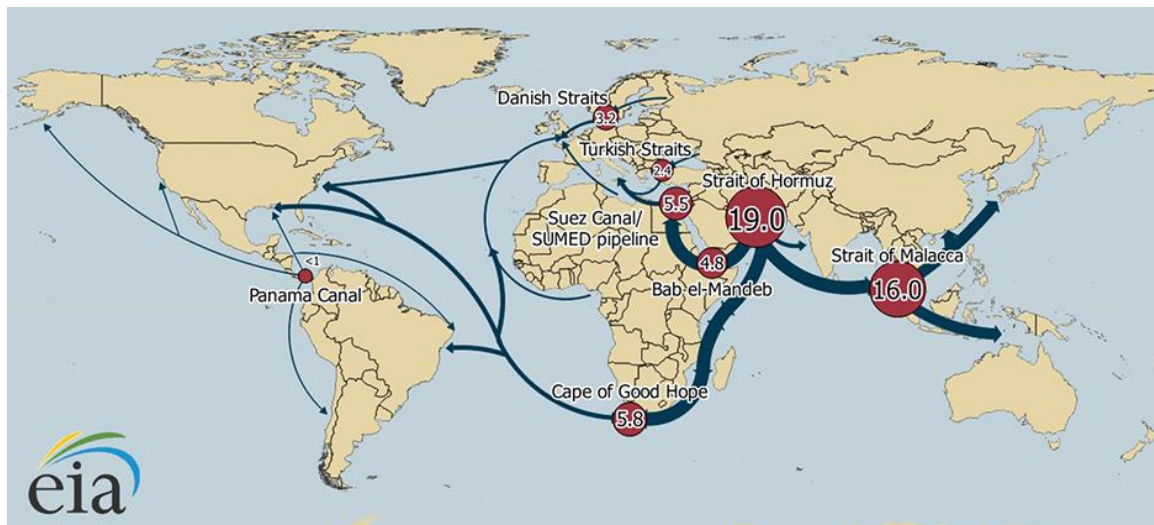 Danish Straits
3.2
Turkish Straits
2.4
Strait of Hormuz
5.5
19.0
Suez Canal/
SUMED pipeline
4.8
Bab el-Mandeb
Strait of Malacca
16.0
<1
Panama Canal
Cape of Good Hope
5.8
eia